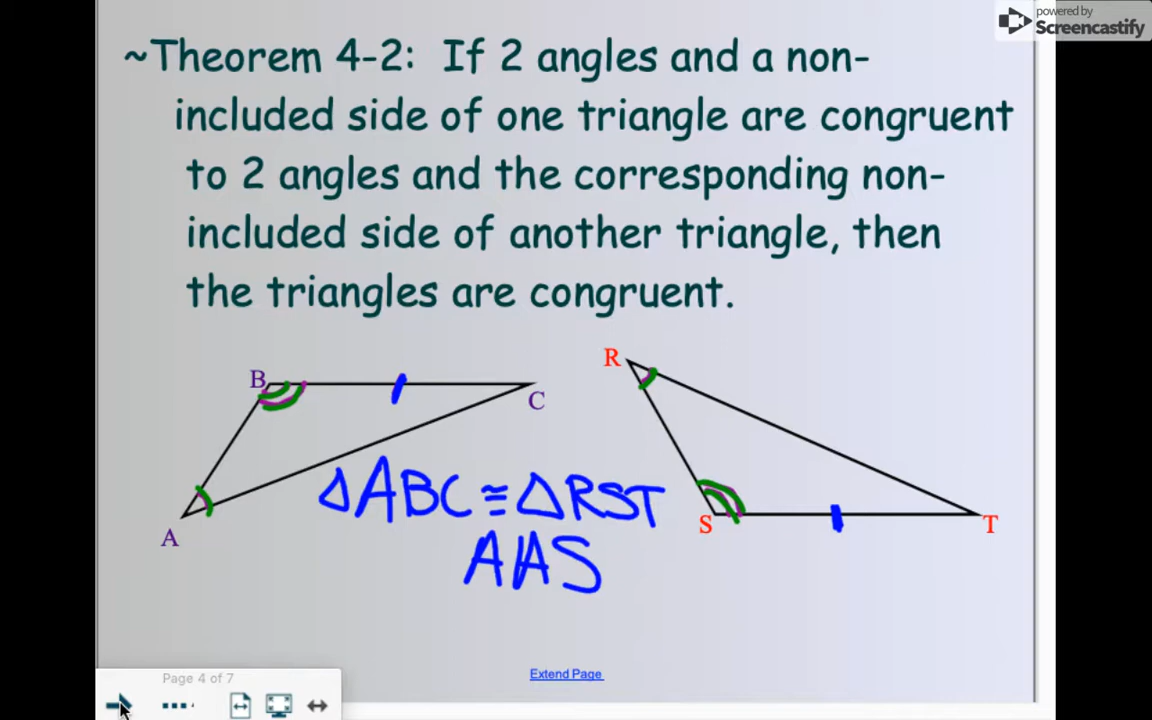 powered by
Screencastify
~Theorem 4-2: If 2 angles and a non-
included side of one triangle are congruent
to 2 angles and the corresponding non-
included side of another triangle, then
the triangles are congruent.
B
C
A
R
S
T
ΔABC≅ΔRST
AAS
Extend Page
Page 4 of 7